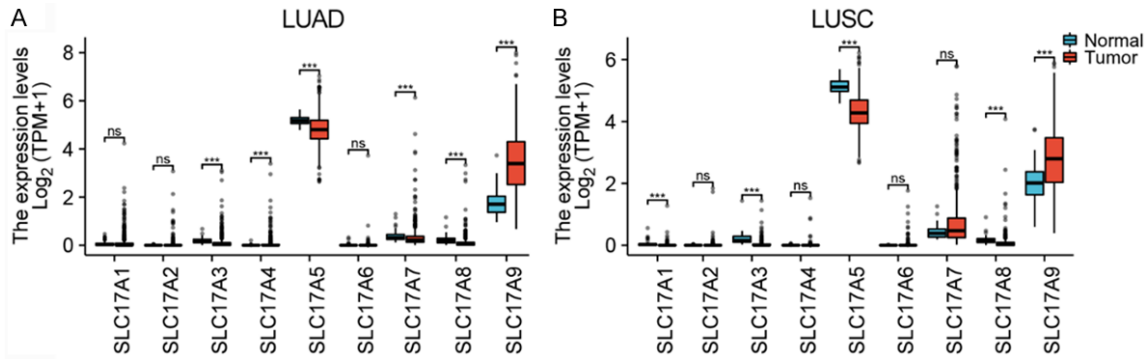 A
LUAD
The expression levels
Log2 (TPM+1)
8
6
4
2
0
ns
ns
***
***
***
ns
***
***
***
SLC17A1
SLC17A2
SLC17A3
SLC17A4
SLC17A5
SLC17A6
SLC17A7
SLC17A8
SLC17A9
B
LUSC
Normal
Tumor
The expression levels
Log2 (TPM+1)
6
4
2
0
***
ns
***
ns
***
ns
ns
***
***
SLC17A1
SLC17A2
SLC17A3
SLC17A4
SLC17A5
SLC17A6
SLC17A7
SLC17A8
SLC17A9